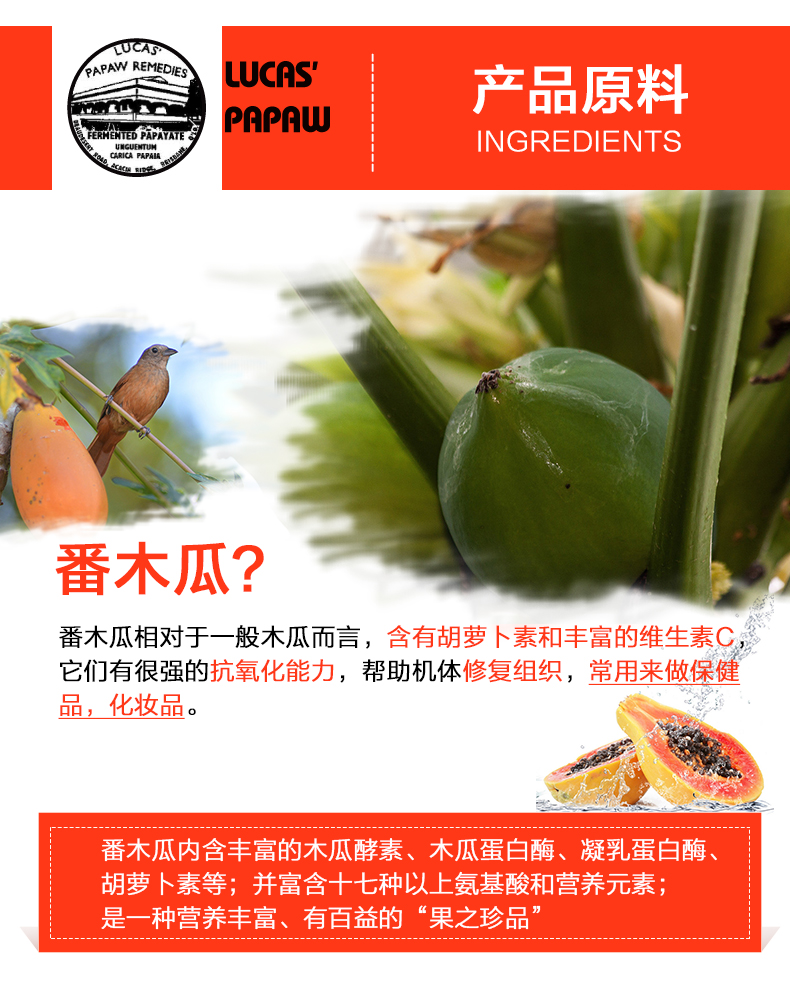 LUCAS'
PAPAW REMEDIES
FERMENTED PAPAYATE
UNGUENTUM
CARICA PAPAIA
BEAUDESERT ROAD, ACACIA RIDGE, BRISBANE, QLD.
LUCAS'
PAPAW
产品原料
INGREDIENTS
番木瓜?
番木瓜相对于一般木瓜而言，含有胡萝卜素和丰富的维生素C，
它们有很强的抗氧化能力，帮助机体修复组织，常用来做保健
品，化妆品。
番木瓜内含丰富的木瓜酵素、木瓜蛋白酶、凝乳蛋白酶、
胡萝卜素等；并富含十七种以上氨基酸和营养元素；
是一种营养丰富、有百益的“果之珍品”